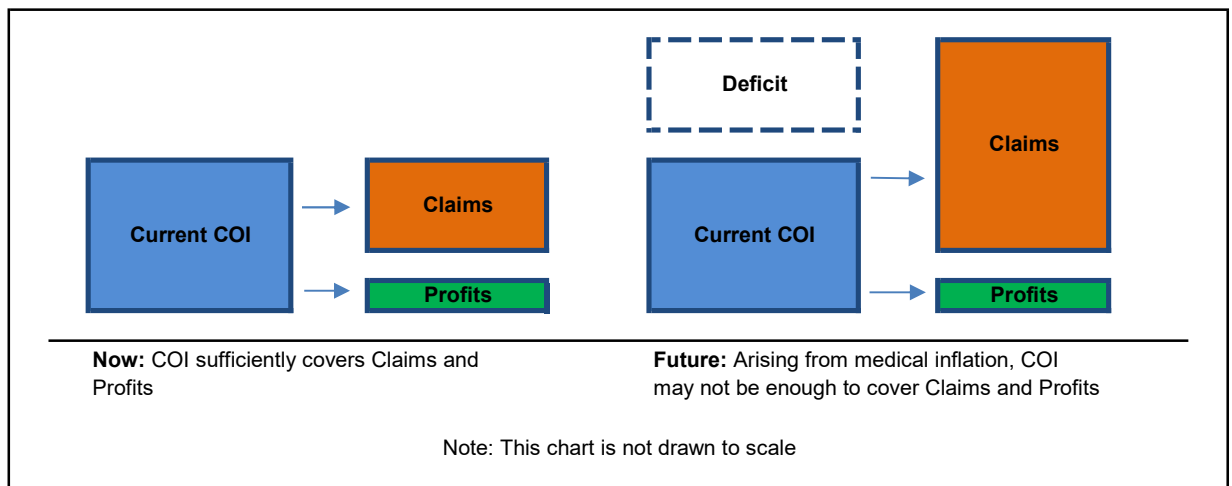 Current COI
Claims
Profits
Now: COI sufficiently covers Claims and
Profits
Deficit
Current COI
Claims
Profits
Future: Arising from medical inflation, COI
may not be enough to cover Claims and Profits
Note: This chart is not drawn to scale